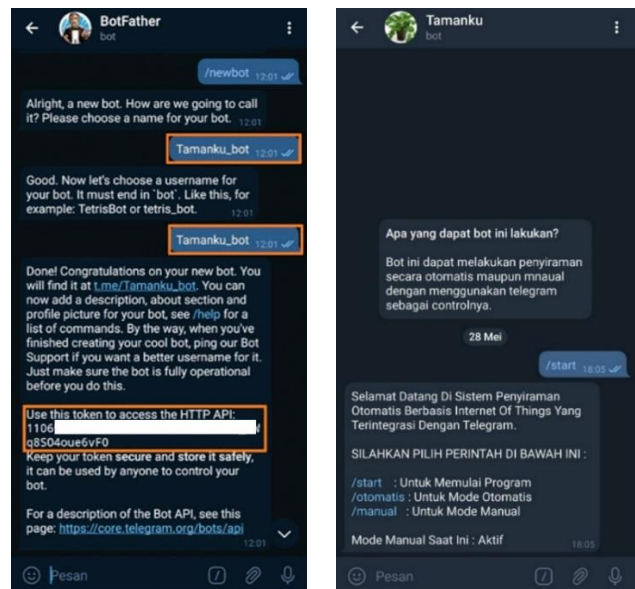 BotFather
bot
/newbot 12:01
Alright, a new bot. How are we going to call
it? Please choose a name for your bot. 12:01
Tamanku_bot 12:01
Good. Now let's choose a username for
your bot. It must end in `bot`. Like this, for
example: TetrisBot or tetris_bot. 12:01
Tamanku_bot 12:01
Done! Congratulations on your new bot. You
will find it at t.me/Tamanku_bot. You can
now add a description, about section and
profile picture for your bot, see /help for a
list of commands. By the way, when you've
finished creating your cool bot, ping our Bot
Support if you want a better username for it.
Just make sure the bot is fully operational
before you do this.
Use this token to access the HTTP API:
1106
q8S04oue6vF0
Keep your token secure and store it safely,
it can be used by anyone to control your
bot.
For a description of the Bot API, see this
page: https://core.telegram.org/bots/api
12:01
Pesan
Tamanku
bot
Apa yang dapat bot ini lakukan?
Bot ini dapat melakukan penyiraman
secara otomatis maupun mnaual
dengan menggunakan telegram
sebagai controlnya.
28 Mei
/start 18:05
Selamat Datang Di Sistem Penyiraman
Otomatis Berbasis Internet Of Things Yang
Terintegrasi Dengan Telegram.
SILAHKAN PILIH PERINTAH DI BAWAH INI :
/start : Untuk Memulai Program
/otomatis : Untuk Mode Otomatis
/manual : Untuk Mode Manual
Mode Manual Saat Ini : Aktif 18:05
Pesan